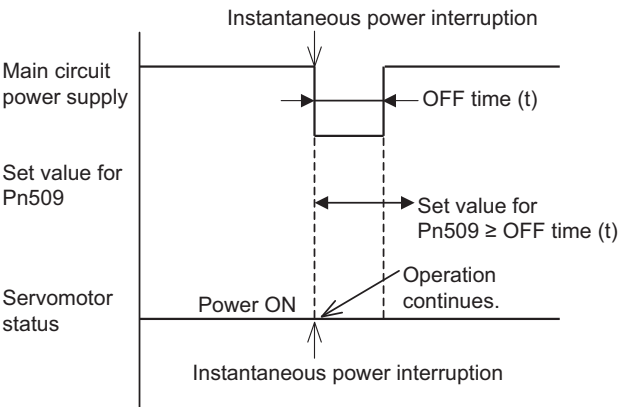 Instantaneous power interruption
Main circuit
power supply
OFF time (t)
Set value for
Pn509
Set value for
Pn509 ≥ OFF time (t)
Operation
continues.
Servomotor
status
Power ON
Instantaneous power interruption